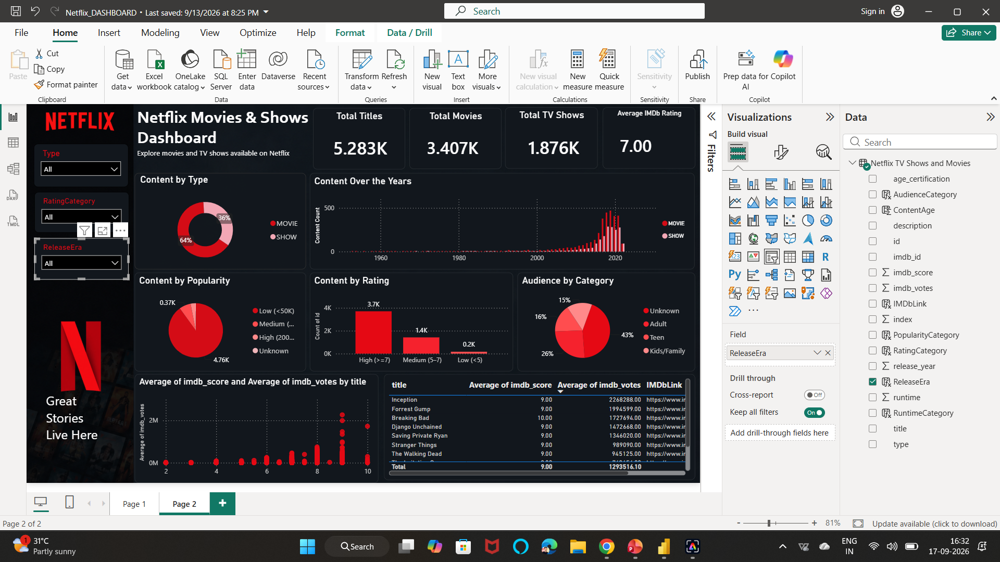 Netflix_DASHBOARD • Last saved: 9/13/2026 at 8:25 PM
Search
Sign in
File
Home
Insert
Modeling
View
Optimize
Help
Format
Data / Drill
Share
Paste
Cut
Copy
Format painter
Clipboard
Get data
Excel workbook
OneLake catalog
SQL Server
Enter data
Dataverse
Recent sources
Data
Transform data
Refresh
Queries
New visual
Text box
More visuals
Insert
New visual calculation
New measure
Quick measure
Calculations
Sensitivity
Sensitivity
Publish
Share
Prep data for AI
Copilot
Copilot
NETFLIX
Type
All
RatingCategory
All
ReleaseEra
All
Great
Stories
Live Here
Netflix Movies & Shows
Dashboard
Explore movies and TV shows available on Netflix
Total Titles
5.283K
Total Movies
3.407K
Total TV Shows
1.876K
Average IMDb Rating
7.00
Content by Type
36%
64%
MOVIE
SHOW
Content Over the Years
Content Count
500
0
1960
1980
2000
2020
MOVIE
SHOW
Content by Popularity
0.37K
4.76K
Low (<50K)
Medium (...
High (200...
Unknown
Content by Rating
Count of id
4K
2K
0K
3.7K
1.4K
0.2K
High (>=7)
Medium (5–7)
Low (<5)
Audience by Category
15%
16%
26%
43%
Unknown
Adult
Teen
Kids/Family
Average of imdb_score and Average of imdb_votes by title
Average of imdb_votes
2M
0M
2
4
6
8
10
title Average of imdb_score Average of imdb_votes IMDbLink
Inception 9.00 2268288.00 https://www.ir
Forrest Gump 9.00 1994599.00 https://www.ir
Breaking Bad 10.00 1727694.00 https://www.ir
Django Unchained 9.00 1472668.00 https://www.ir
Saving Private Ryan 9.00 1346020.00 https://www.ir
Stranger Things 9.00 989090.00 https://www.ir
The Walking Dead 9.00 945125.00 https://www.ir
Total 9.00 1293516.10
Filters
Visualizations
Build visual
123
R
Py
Field
ReleaseEra
Drill through
Cross-report
Off
Keep all filters
On
Add drill-through fields here
Data
Search
Netflix TV Shows and Movies
age_certification
AudienceCategory
ContentAge
description
id
imdb_id
imdb_score
imdb_votes
IMDbLink
index
PopularityCategory
RatingCategory
release_year
ReleaseEra
runtime
RuntimeCategory
title
type
DAX
TMDL
Page 1
Page 2
Page 2 of 2
81%
Update available (click to download)
1
31°C
Partly sunny
Search
ENG
IN
16:32
17-09-2026